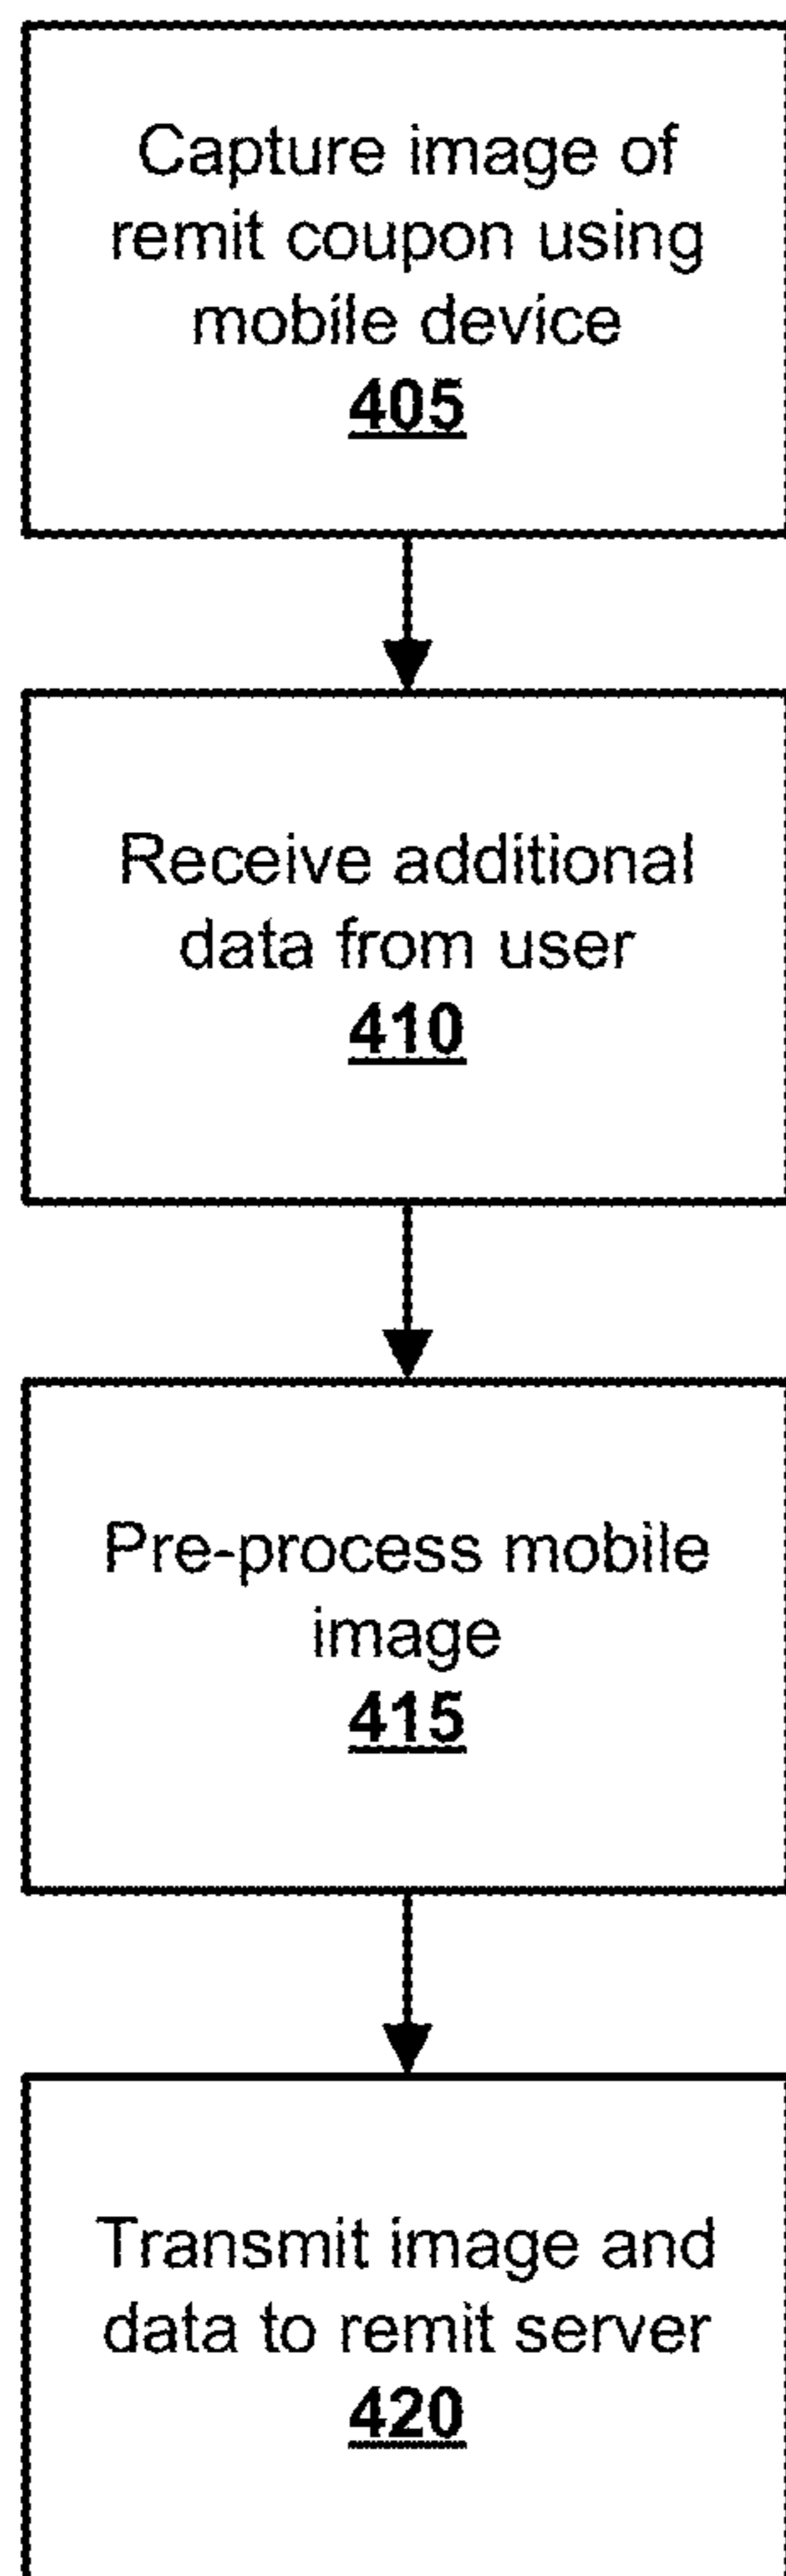 Capture image of
remit coupon using
mobile device
405
Receive additional
data from user
410
Pre-process mobile
image
415
Transmit image and
data to remit server
420